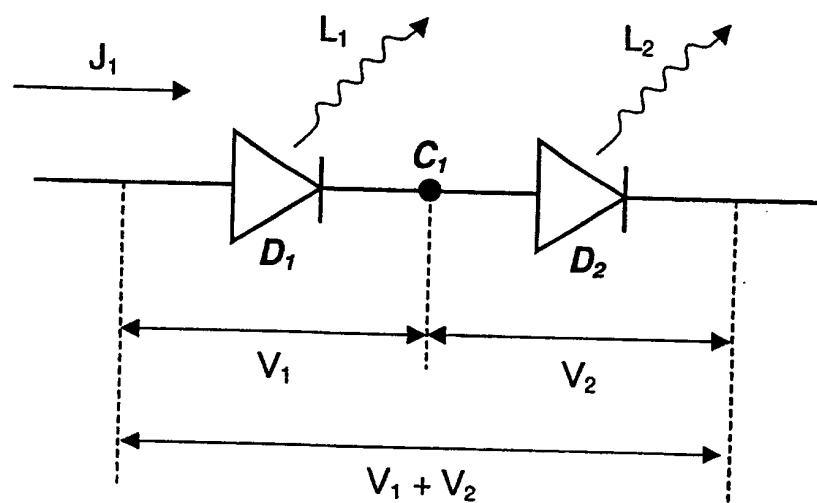 L₁
L₂
J₁
C₁
D₁
D₂
V₁
V₂
V₁ + V₂